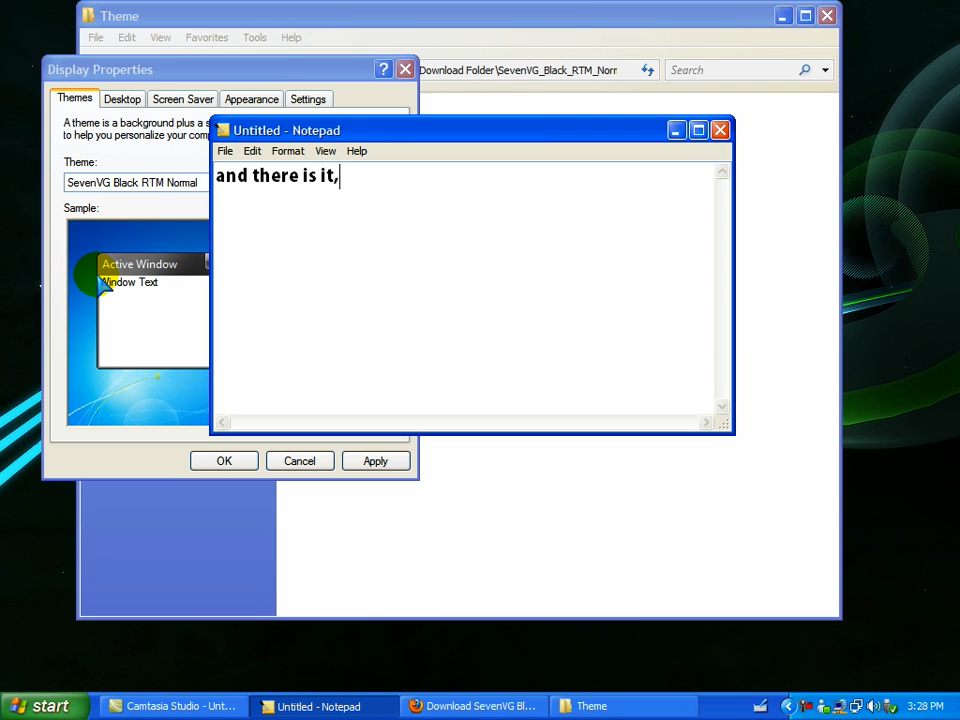 Theme
File Edit View Favorites Tools Help
Download Folder\SevenVG_Black_RTM_Norr
Search
Display Properties
Themes Desktop Screen Saver Appearance Settings
A theme is a background plus a s
to help you personalize your comp
Theme:
SevenVG Black RTM Normal
Sample:
Active Window
Window Text
OK Cancel Apply
Untitled - Notepad
File Edit Format View Help
and there is it,
start
Camtasia Studio - Unt...
Untitled - Notepad
Download SevenVG Bl...
Theme
3:28 PM